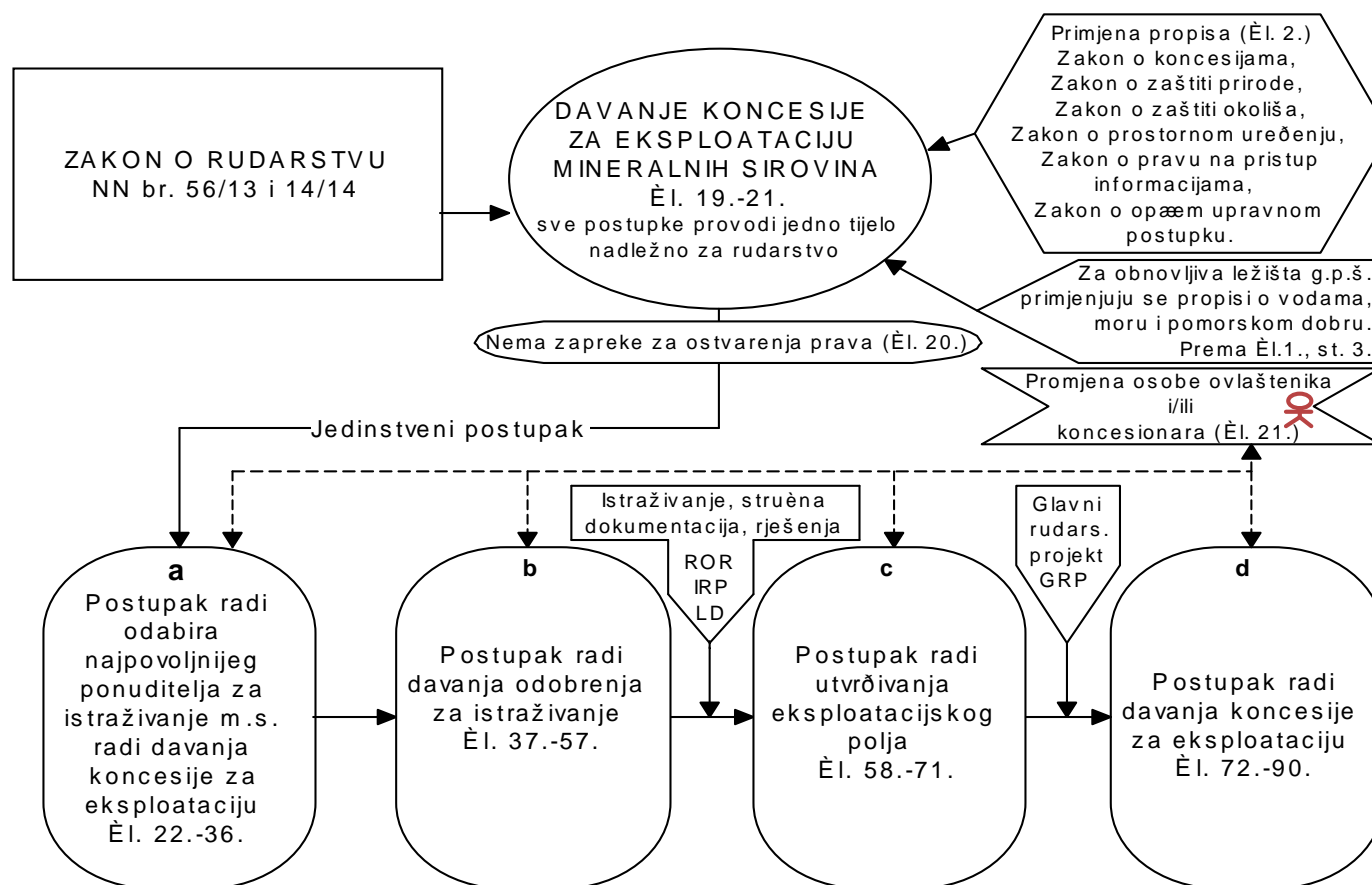 ZAKON O RUDARSTVU
NN br. 56/13 i 14/14
DAVANJE KONCESIJE
ZA EKSPLOATACIJU
MINERALNIH SIROVINA
Èl. 19.-21.
sve postupke provodi jedno tijelo
nadležno za rudarstvo
Primjena propisa (Èl. 2.)
Zakon o koncesijama,
Zakon o zaštiti prirode,
Zakon o zaštiti okoliša,
Zakon o prostornom uređenju,
Zakon o pravu na pristup
informacijama,
Zakon o opæem upravnom
postupku.
Za obnovljiva ležišta g.p.š.
primjenjuju se propisi o vodama,
moru i pomorskom dobru.
Prema Èl.1., st. 3.
Nema zapreke za ostvarenja prava (Èl. 20.)
Promjena osobe ovlaštenika
i/ili
koncesionara (Èl. 21.)
Jedinstveni postupak
Istraživanje, struèna
dokumentacija, rješenja
ROR
IRP
LD
Glavni
rudars.
projekt
GRP
a
Postupak radi
odabira
najpovoljnijeg
ponuditelja za
istraživanje m.s.
radi davanja
koncesije za
eksploataciju
Èl. 22.-36.
b
Postupak radi
davanja odobrenja
za istraživanje
Èl. 37.-57.
c
Postupak radi
utvrđivanja
eksploatacijskog
polja
Èl. 58.-71.
d
Postupak radi
davanja koncesije
za eksploataciju
Èl. 72.-90.